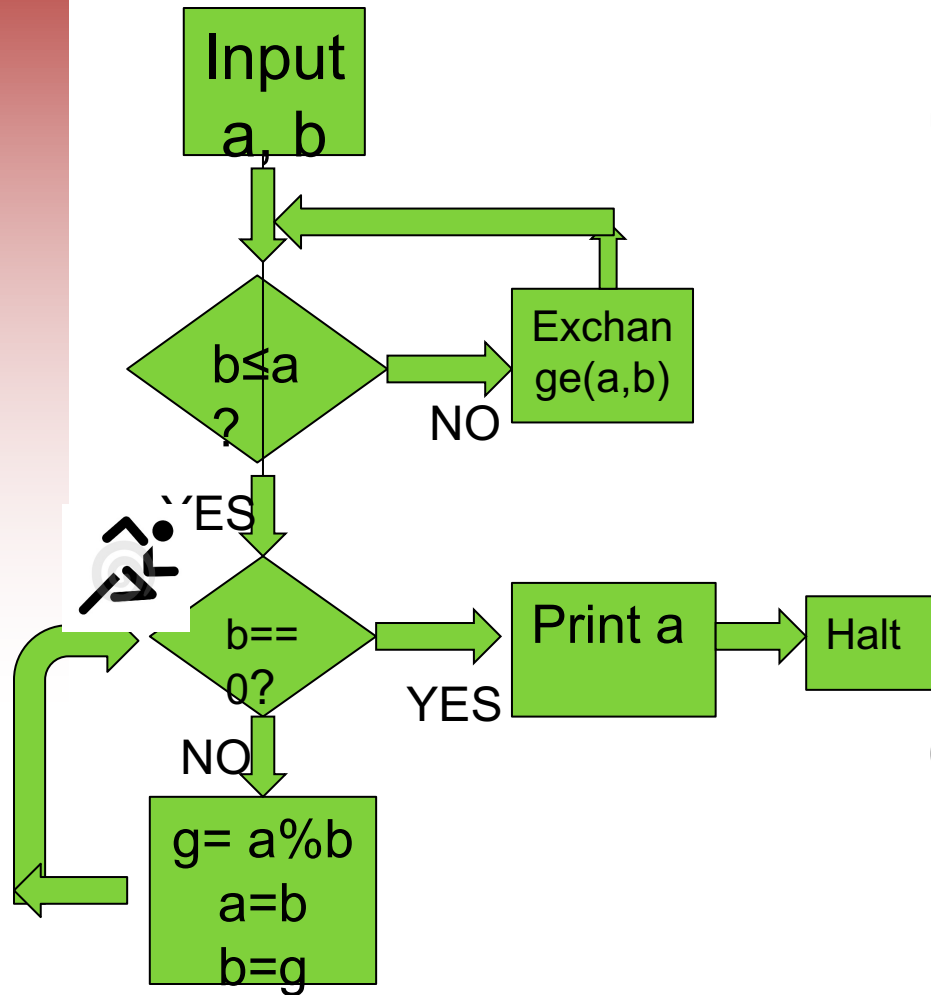 Input
a, b
b≤a
?
Exchan
ge(a,b)
NO
YES
b==
0?
Print a
Halt
YES
NO
g= a%b
a=b
b=g